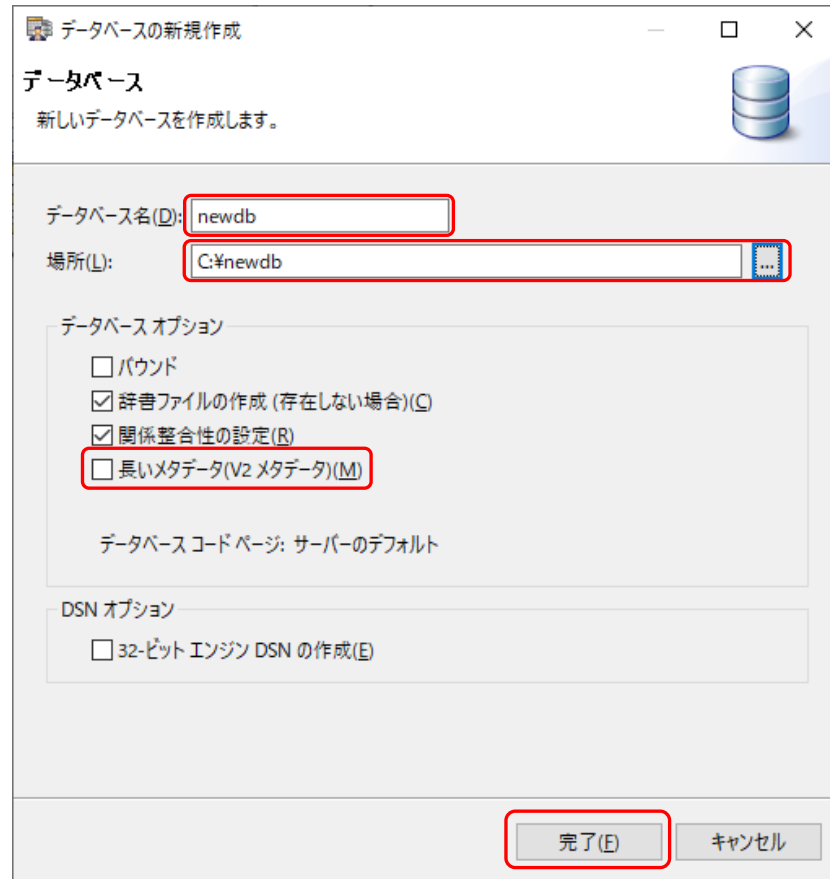 データベースの新規作成
データベース
新しいデータベースを作成します。
データベース名(D): newdb
場所(L): C:¥newdb ...
データベース オプション
バウンド
辞書ファイルの作成 (存在しない場合)(C)
関係整合性の設定(R)
長いメタデータ(V2 メタデータ)(M)
データベース コード ページ: サーバーのデフォルト
DSN オプション
32-ビット エンジン DSN の作成(E)
完了(F) キャンセル